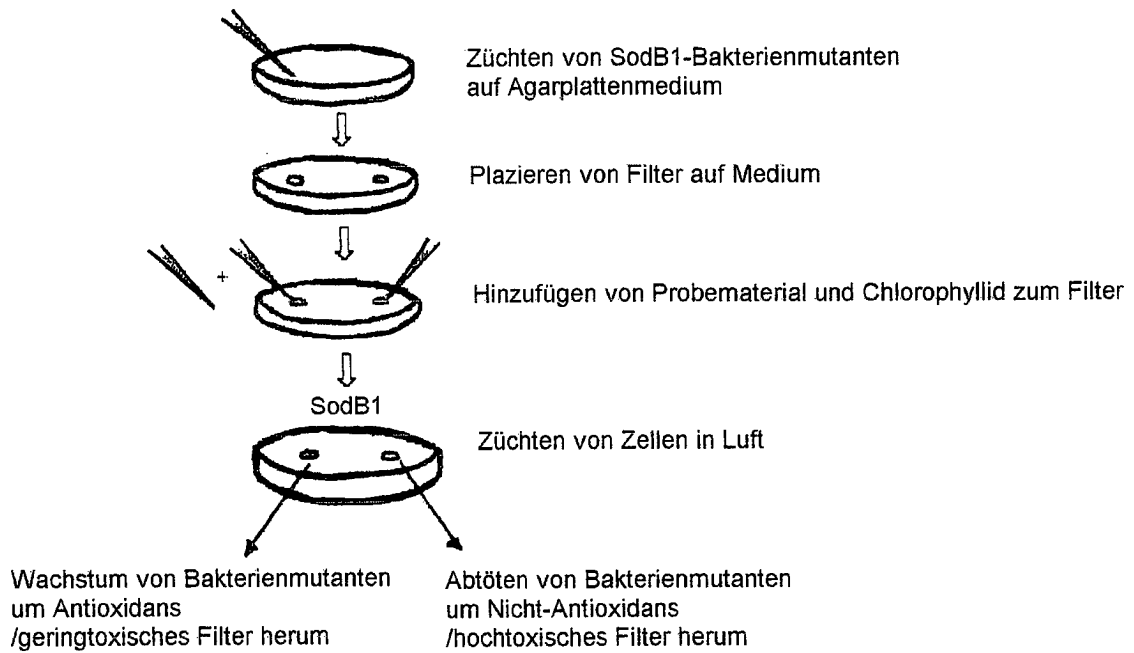 Züchten von SodB1-Bakterienmutanten
auf Agarplattenmedium
Plazieren von Filter auf Medium
+
Hinzufügen von Probematerial und Chlorophyllid zum Filter
SodB1
Züchten von Zellen in Luft
Wachstum von Bakterienmutanten
um Antioxidans
/geringtoxisches Filter herum
Abtöten von Bakterienmutanten
um Nicht-Antioxidans
/hochtoxisches Filter herum